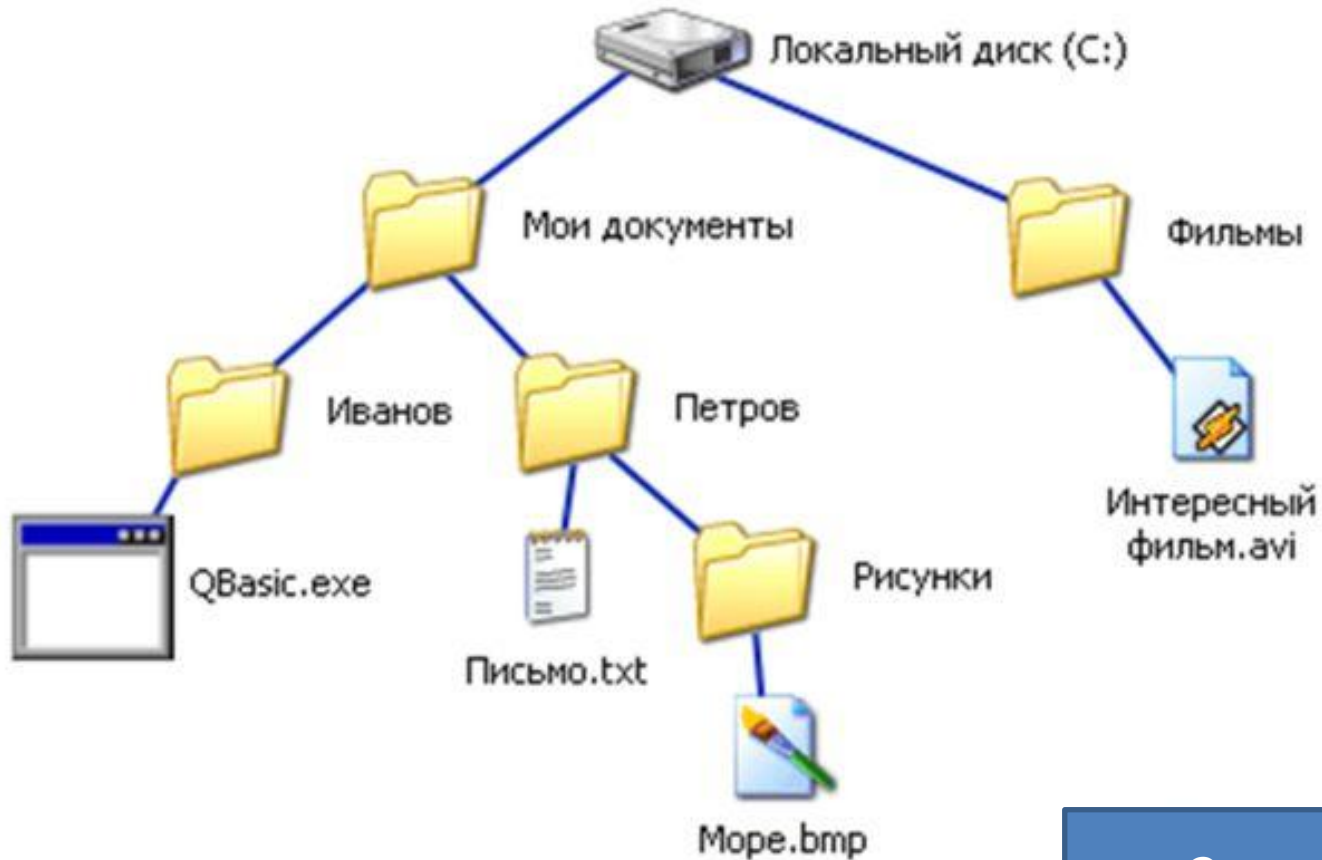 Локальный диск (C:)
Мои документы
Фильмы
Иванов
Петров
Интересный
фильм.avi
QBasic.exe
Рисунки
Письмо.txt
Море.bmp